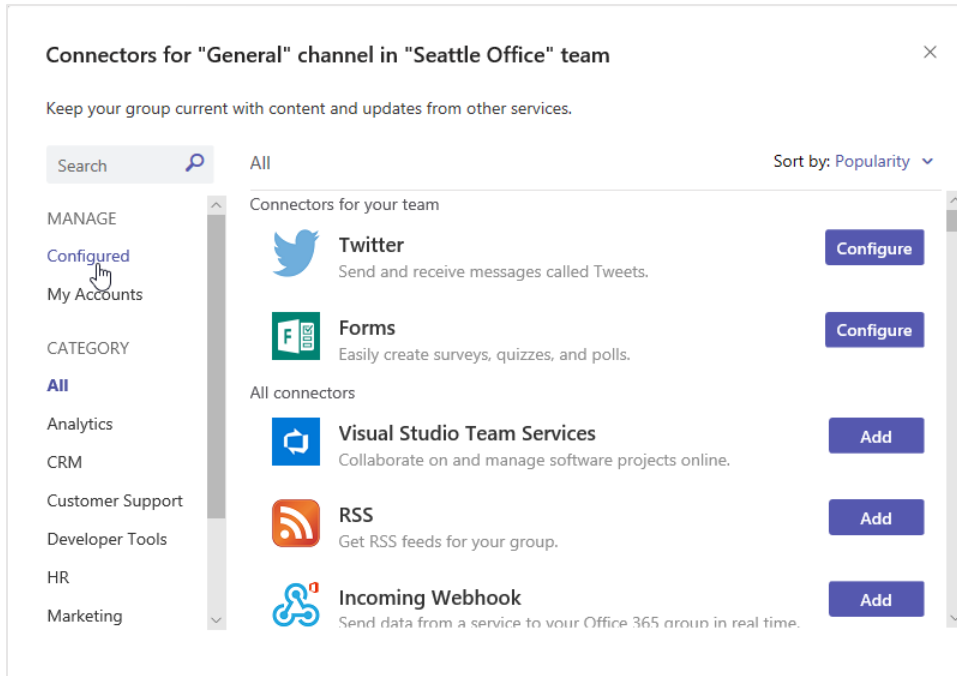 Connectors for "General" channel in "Seattle Office" team
Keep your group current with content and updates from other services.
Search
MANAGE
Configured
My Accounts
CATEGORY
All
Analytics
CRM
Customer Support
Developer Tools
HR
Marketing
All
Sort by: Popularity
Connectors for your team
Twitter
Send and receive messages called Tweets.
Configure
F
Forms
Easily create surveys, quizzes, and polls.
Configure
All connectors
Visual Studio Team Services
Collaborate on and manage software projects online.
Add
RSS
Get RSS feeds for your group.
Add
Incoming Webhook
Send data from a service to your Office 365 group in real time.
Add